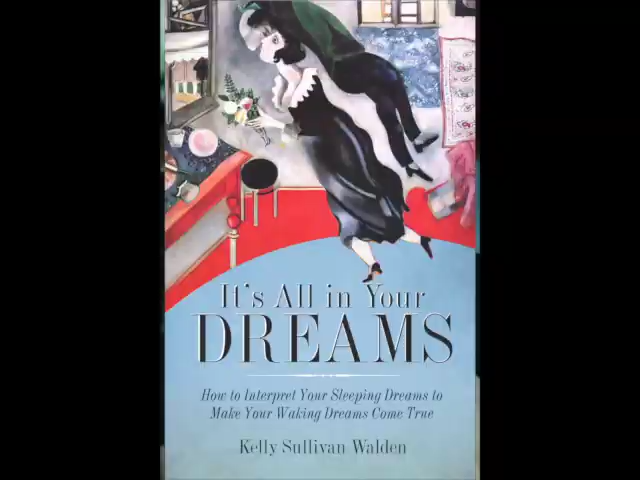 It's All in Your
DREAMS
How to Interpret Your Sleeping Dreams to
Make Your Waking Dreams Come True
Kelly Sullivan Walden